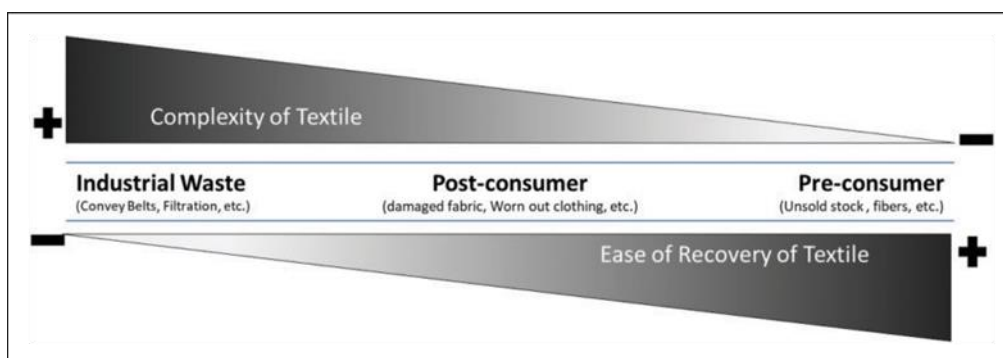 Complexity of Textile
+
−
Industrial Waste
(Convey Belts, Filtration, etc.)
Post-consumer
(damaged fabric, Worn out clothing, etc.)
Pre-consumer
(Unsold stock , fibers, etc.)
−
+
Ease of Recovery of Textile